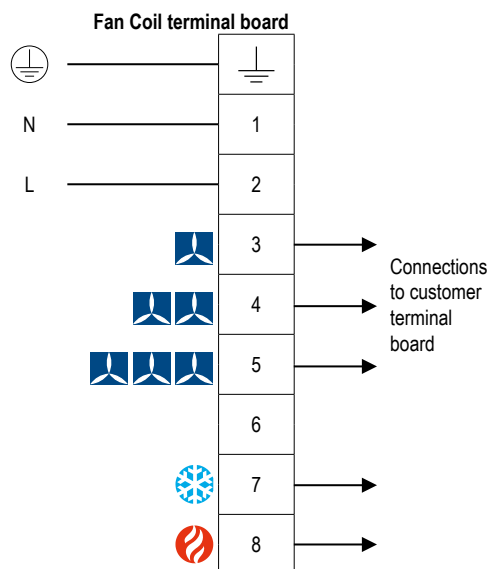 Fan Coil terminal board
N
1
L
2
3
Connections
to customer
terminal
board
4
5
6
7
8